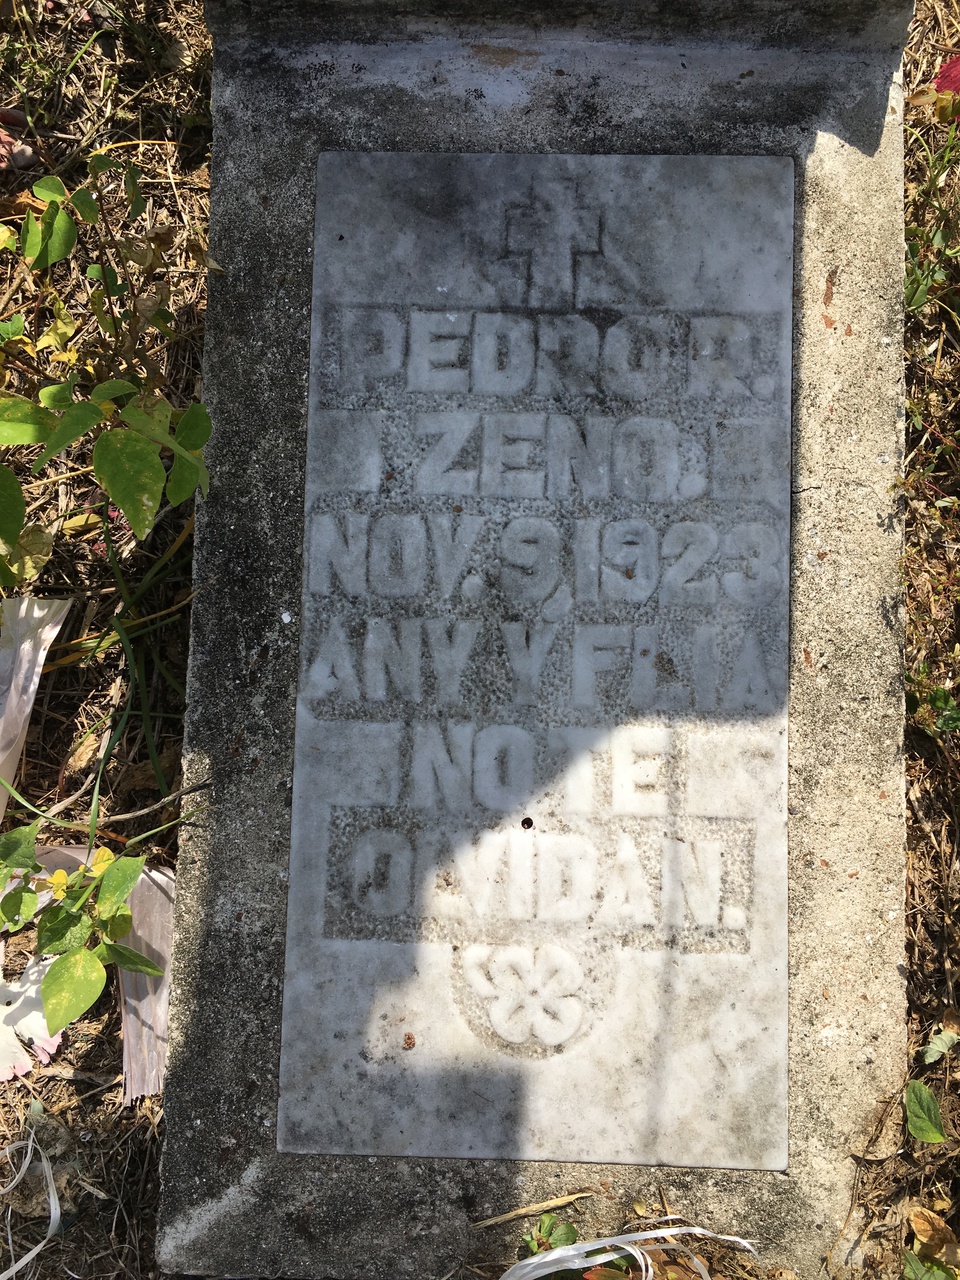 PEDRO R.
ZENO.
NOV. 9, 1923
ANY Y FLIA
NO TE
OLVIDAN.